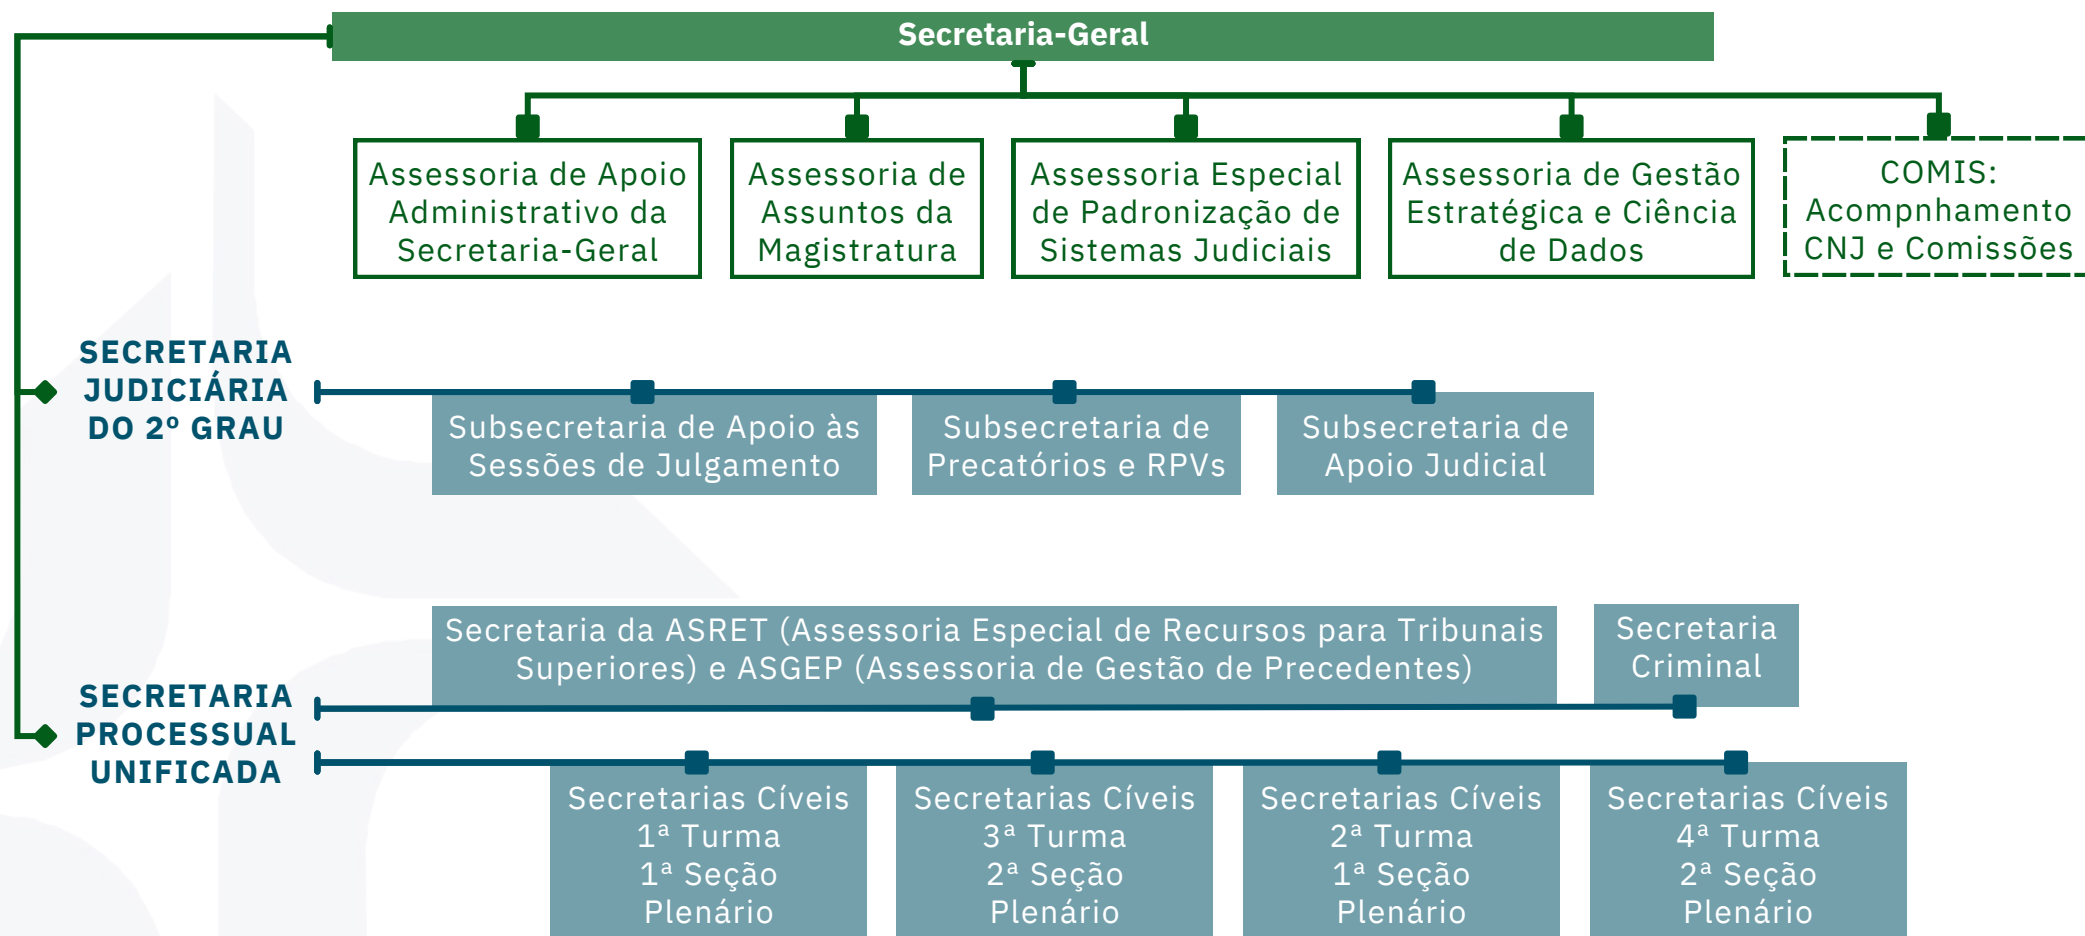 Secretaria-Geral
Assessoria de Apoio
Administrativo da
Secretaria-Geral
Assessoria de
Assuntos da
Magistratura
Assessoria Especial
de Padronização de
Sistemas Judiciais
Assessoria de Gestão
Estratégica e Ciência
de Dados
COMIS:
Acompnhamento
CNJ e Comissões
SECRETARIA
JUDICIÁRIA
DO 2º GRAU
Subsecretaria de Apoio às
Sessões de Julgamento
Subsecretaria de
Precatórios e RPVs
Subsecretaria de
Apoio Judicial
SECRETARIA
PROCESSUAL
UNIFICADA
Secretaria da ASRET (Assessoria Especial de Recursos para Tribunais
Superiores) e ASGEP (Assessoria de Gestão de Precedentes)
Secretaria
Criminal
Secretarias Cíveis
1ª Turma
1ª Seção
Plenário
Secretarias Cíveis
3ª Turma
2ª Seção
Plenário
Secretarias Cíveis
2ª Turma
1ª Seção
Plenário
Secretarias Cíveis
4ª Turma
2ª Seção
Plenário